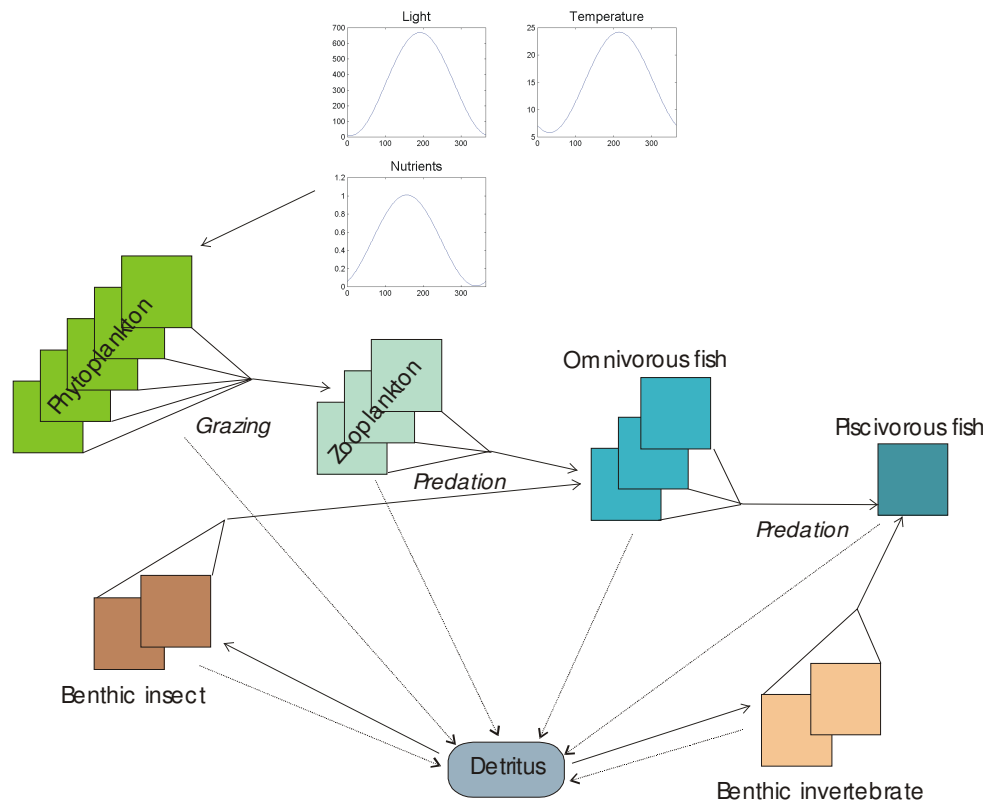 Light
700
600
500
400
300
200
100
0
0 100 200 300
Temperature
25
20
15
10
5
0 100 200 300
Nutrients
1.2
1
0.8
0.6
0.4
0.2
0
0 100 200 300
Phytoplankton
Grazing
Zooplankton
Predation
Omnivorous fish
Piscivorous fish
Predation
Benthic insect
Detritus
Benthic invertebrate